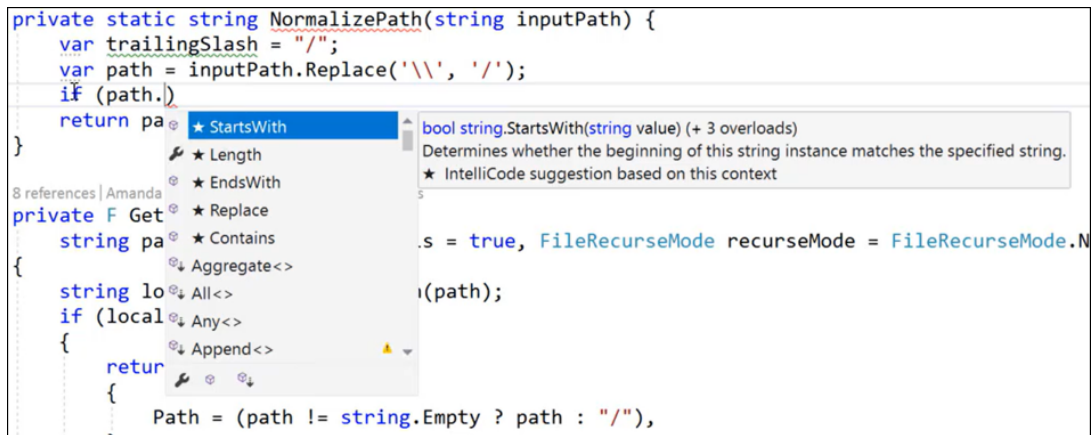 private static string NormalizePath(string inputPath) {
var trailingSlash = "/";
var path = inputPath.Replace('\\', '/');
if (path.)
return pa
}
★ StartsWith
★ Length
★ EndsWith
★ Replace
★ Contains
Aggregate<>
All<>
Any<>
Append<>
bool string.StartsWith(string value) (+ 3 overloads)
Determines whether the beginning of this string instance matches the specified string.
★ IntelliCode suggestion based on this context
8 references | Amanda s
private F Get
string pa s = true, FileRecurseMode recurseMode = FileRecurseMode.N
{
string lo (path);
if (local
{
retur
{
Path = (path != string.Empty ? path : "/"),